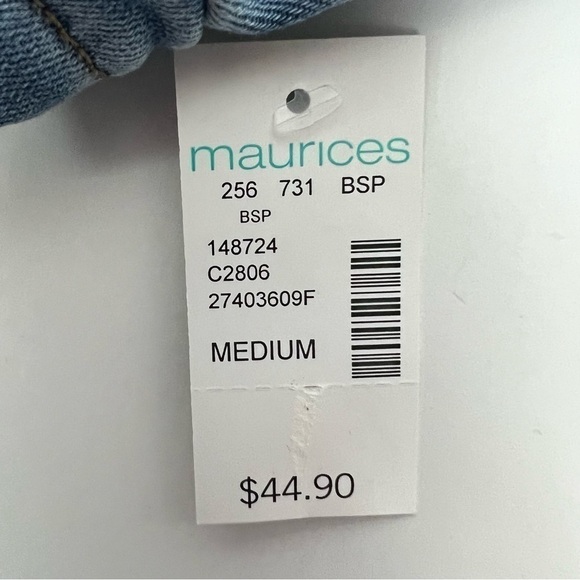 maurices
256 731 BSP
BSP
148724
C2806
27403609F
MEDIUM
$44.90